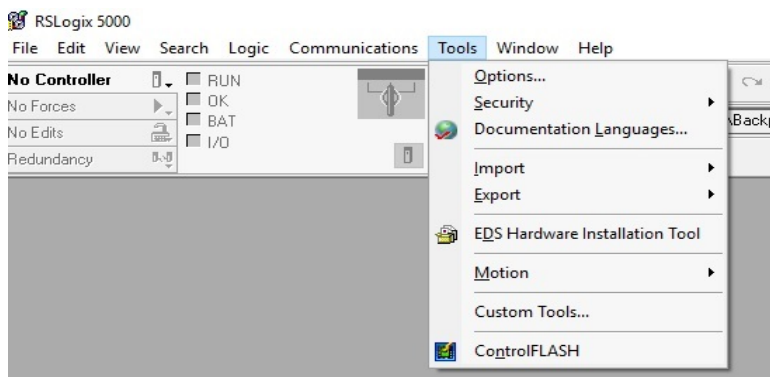 RSLogix 5000
File Edit View Search Logic Communications Tools Window Help
No Controller RUN
No Forces OK
No Edits BAT
Redundancy I/O
Options...
Security
Documentation Languages...
Import
Export
EDS Hardware Installation Tool
Motion
Custom Tools...
ControlFLASH
\Backp